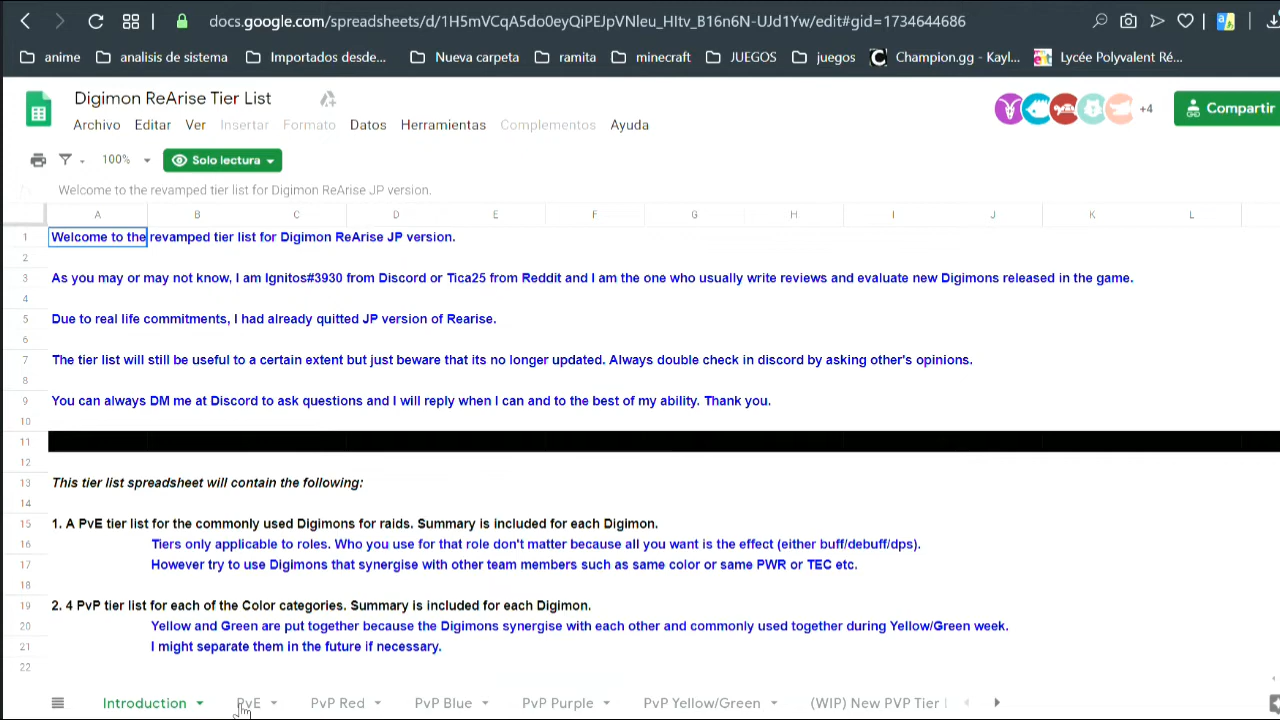 docs.google.com/spreadsheets/d/1H5mVCqA5do0eyQiPEJpVNleu_HItv_B16n6N-UJd1Yw/edit#gid=1734644686
anime analisis de sistema Importados desde... Nueva carpeta ramita minecraft JUEGOS juegos Champion.gg - Kayl... Lycée Polyvalent Ré...
Digimon ReArise Tier List
+4 Compartir
Archivo Editar Ver Insertar Formato Datos Herramientas Complementos Ayuda
100% Solo lectura
Welcome to the revamped tier list for Digimon ReArise JP version.
A B C D E F G H I J K L
1 Welcome to the revamped tier list for Digimon ReArise JP version.
2
3 As you may or may not know, I am Ignitos#3930 from Discord or Tica25 from Reddit and I am the one who usually write reviews and evaluate new Digimons released in the game.
4
5 Due to real life commitments, I had already quitted JP version of Rearise.
6
7 The tier list will still be useful to a certain extent but just beware that its no longer updated. Always double check in discord by asking other's opinions.
8
9 You can always DM me at Discord to ask questions and I will reply when I can and to the best of my ability. Thank you.
10
11
12
13 This tier list spreadsheet will contain the following:
14
15 1. A PvE tier list for the commonly used Digimons for raids. Summary is included for each Digimon.
16 Tiers only applicable to roles. Who you use for that role don't matter because all you want is the effect (either buff/debuff/dps).
17 However try to use Digimons that synergise with other team members such as same color or same PWR or TEC etc.
18
19 2. 4 PvP tier list for each of the Color categories. Summary is included for each Digimon.
20 Yellow and Green are put together because the Digimons synergise with each other and commonly used together during Yellow/Green week.
21 I might separate them in the future if necessary.
22
Introduction PvE PvP Red PvP Blue PvP Purple PvP Yellow/Green (WIP) New PVP Tier